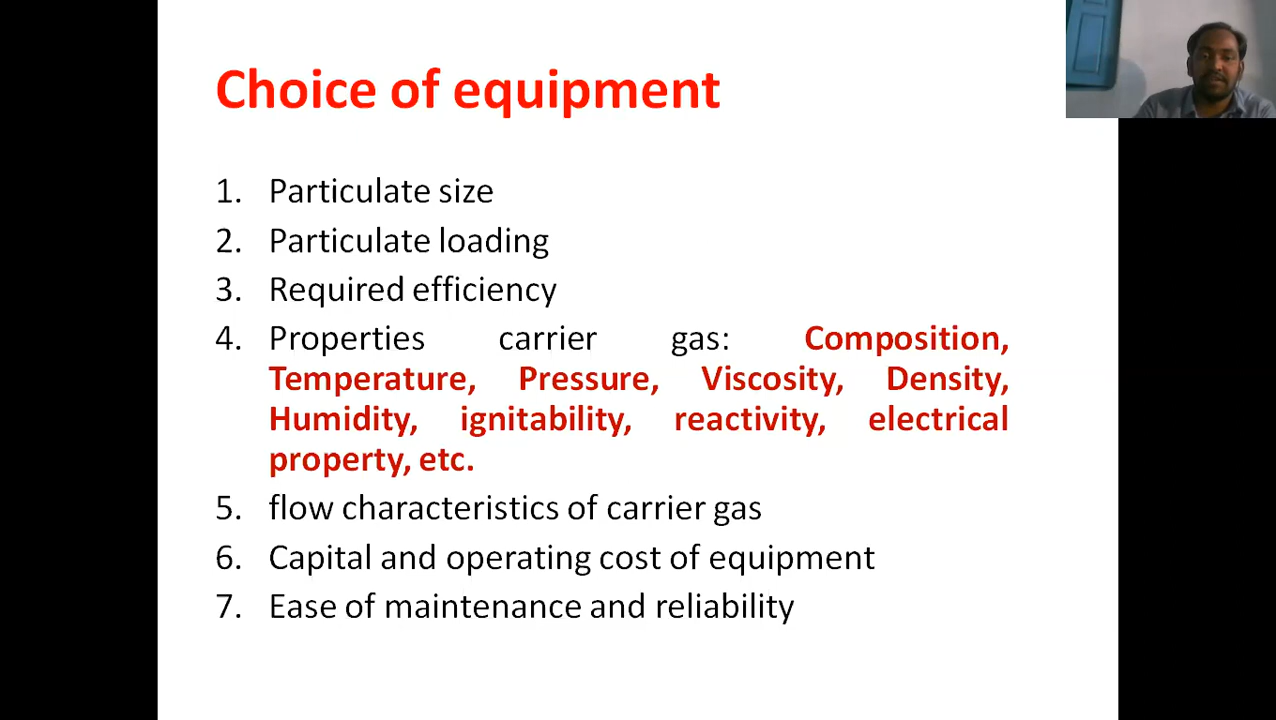 Choice of equipment
1. Particulate size
2. Particulate loading
3. Required efficiency
4. Properties carrier gas: Composition,
Temperature, Pressure, Viscosity, Density,
Humidity, ignitability, reactivity, electrical
property, etc.
5. flow characteristics of carrier gas
6. Capital and operating cost of equipment
7. Ease of maintenance and reliability